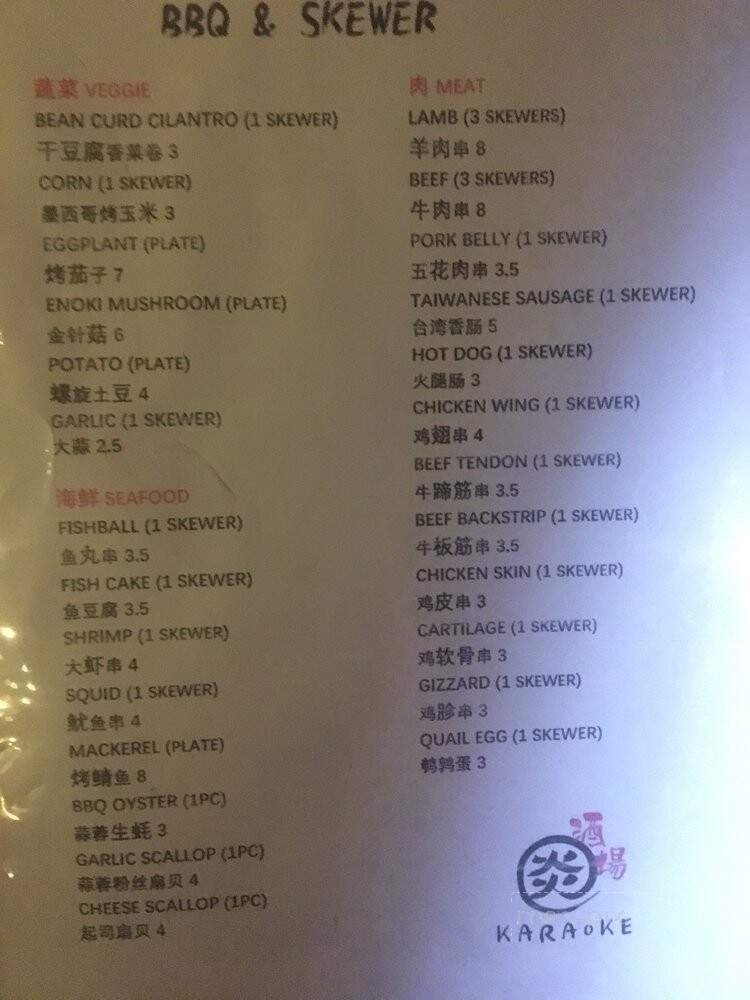 BBQ & SKEWER
蔬菜 VEGGIE
BEAN CURD CILANTRO (1 SKEWER)
干豆腐香菜卷 3
CORN (1 SKEWER)
墨西哥烤玉米 3
EGGPLANT (PLATE)
烤茄子 7
ENOKI MUSHROOM (PLATE)
金针菇 6
POTATO (PLATE)
螺旋土豆 4
GARLIC (1 SKEWER)
大蒜 2.5
海鲜 SEAFOOD
FISHBALL (1 SKEWER)
鱼丸串 3.5
FISH CAKE (1 SKEWER)
鱼豆腐 3.5
SHRIMP (1 SKEWER)
大虾串 4
SQUID (1 SKEWER)
鱿鱼串 4
MACKEREL (PLATE)
烤鲭鱼 8
BBQ OYSTER (1PC)
蒜蓉生蚝 3
GARLIC SCALLOP (1PC)
蒜蓉粉丝扇贝 4
CHEESE SCALLOP (1PC)
起司扇贝 4
肉 MEAT
LAMB (3 SKEWERS)
羊肉串 8
BEEF (3 SKEWERS)
牛肉串 8
PORK BELLY (1 SKEWER)
五花肉串 3.5
TAIWANESE SAUSAGE (1 SKEWER)
台湾香肠 5
HOT DOG (1 SKEWER)
火腿肠 3
CHICKEN WING (1 SKEWER)
鸡翅串 4
BEEF TENDON (1 SKEWER)
牛蹄筋串 3.5
BEEF BACKSTRIP (1 SKEWER)
牛板筋串 3.5
CHICKEN SKIN (1 SKEWER)
鸡皮串 3
CARTILAGE (1 SKEWER)
鸡软骨串 3
GIZZARD (1 SKEWER)
鸡胗串 3
QUAIL EGG (1 SKEWER)
鹌鹑蛋 3
酒場
炎
KARAOKE